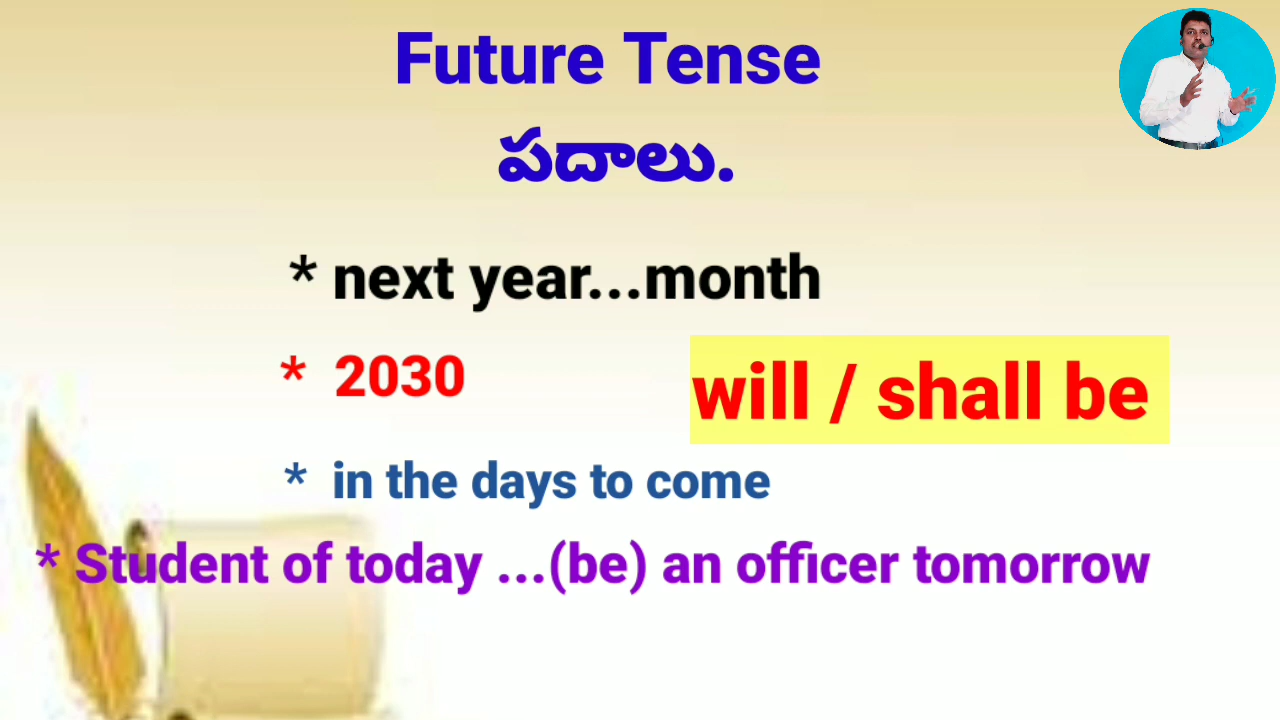 Future Tense
పదాలు.
* next year...month
* 2030
will / shall be
* in the days to come
* Student of today ...(be) an officer tomorrow